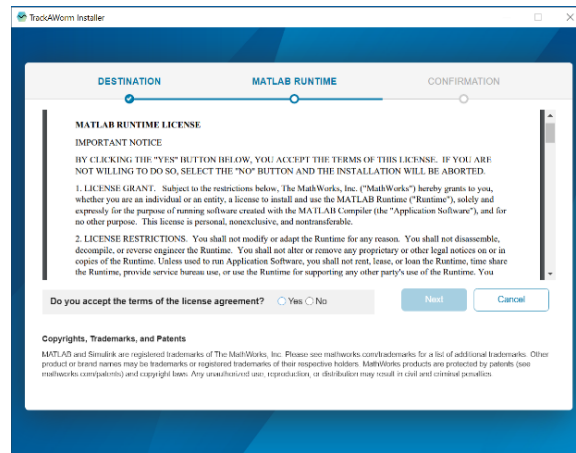 TrackAWorm Installer
DESTINATION
MATLAB RUNTIME
CONFIRMATION
MATLAB RUNTIME LICENSE
IMPORTANT NOTICE
BY CLICKING THE "YES" BUTTON BELOW, YOU ACCEPT THE TERMS OF THIS LICENSE. IF YOU ARE
NOT WILLING TO DO SO, SELECT THE "NO" BUTTON AND THE INSTALLATION WILL BE ABORTED.
1. LICENSE GRANT. Subject to the restrictions below, The MathWorks, Inc. ("MathWorks") hereby grants to you,
whether you are an individual or an entity, a license to install and use the MATLAB Runtime ("Runtime"), solely and
expressly for the purpose of running software created with the MATLAB Compiler (the "Application Software"), and for
no other purpose. This license is personal, nonexclusive, and nontransferable.
2. LICENSE RESTRICTIONS. You shall not modify or adapt the Runtime for any reason. You shall not disassemble,
decompile, or reverse engineer the Runtime. You shall not alter or remove any proprietary or other legal notices on or in
copies of the Runtime. Unless used to run Application Software, you shall not rent, lease, or loan the Runtime, time share
the Runtime, provide service bureau use, or use the Runtime for supporting any other party's use of the Runtime. You
Do you accept the terms of the license agreement? Yes No
Next
Cancel
Copyrights, Trademarks, and Patents
MATLAB and Simulink are registered trademarks of The MathWorks, Inc. Please see mathworks.com/trademarks for a list of additional trademarks. Other
product or brand names may be trademarks or registered trademarks of their respective holders. MathWorks products are protected by patents (see
mathworks.com/patents) and copyright laws. Any unauthorized use, reproduction, or distribution may result in civil and criminal penalties.